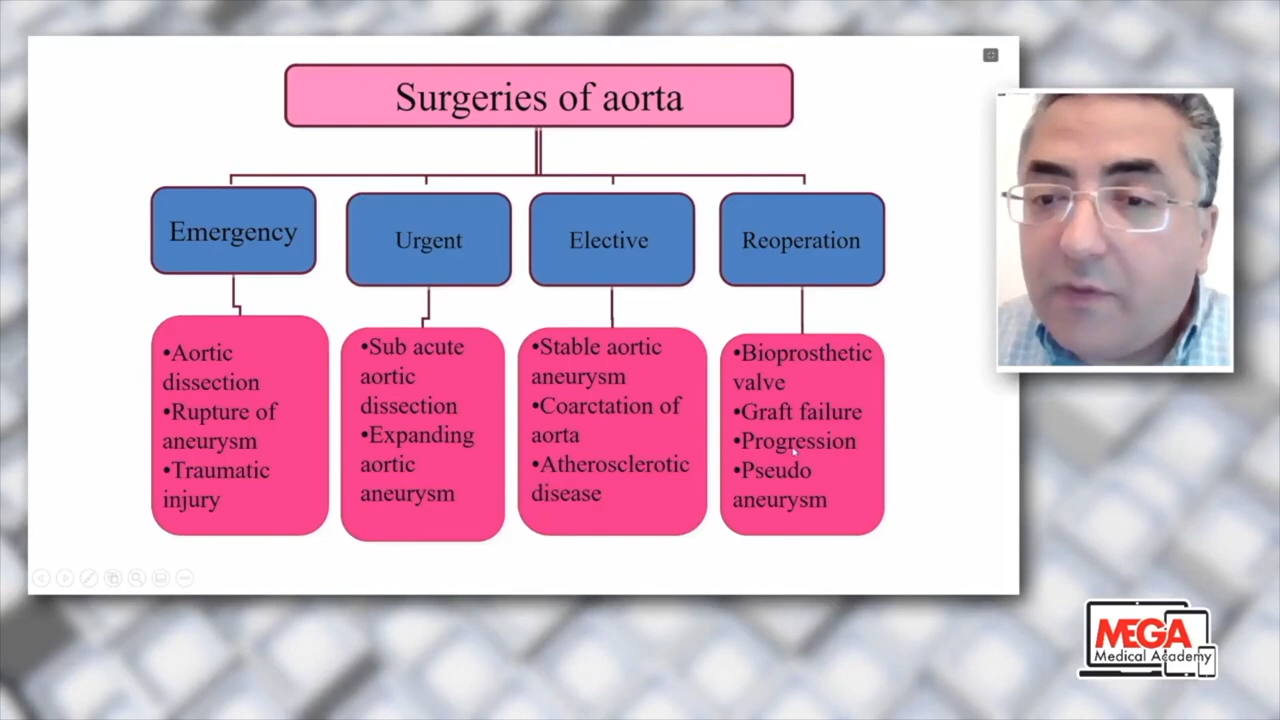 Surgeries of aorta
Emergency
Urgent
Elective
Reoperation
•Aortic
dissection
•Rupture of
aneurysm
•Traumatic
injury
•Sub acute
aortic
dissection
•Expanding
aortic
aneurysm
•Stable aortic
aneurysm
•Coarctation of
aorta
•Atherosclerotic
disease
•Bioprosthetic
valve
•Graft failure
•Progression
•Pseudo
aneurysm
MEGA
Medical Academy